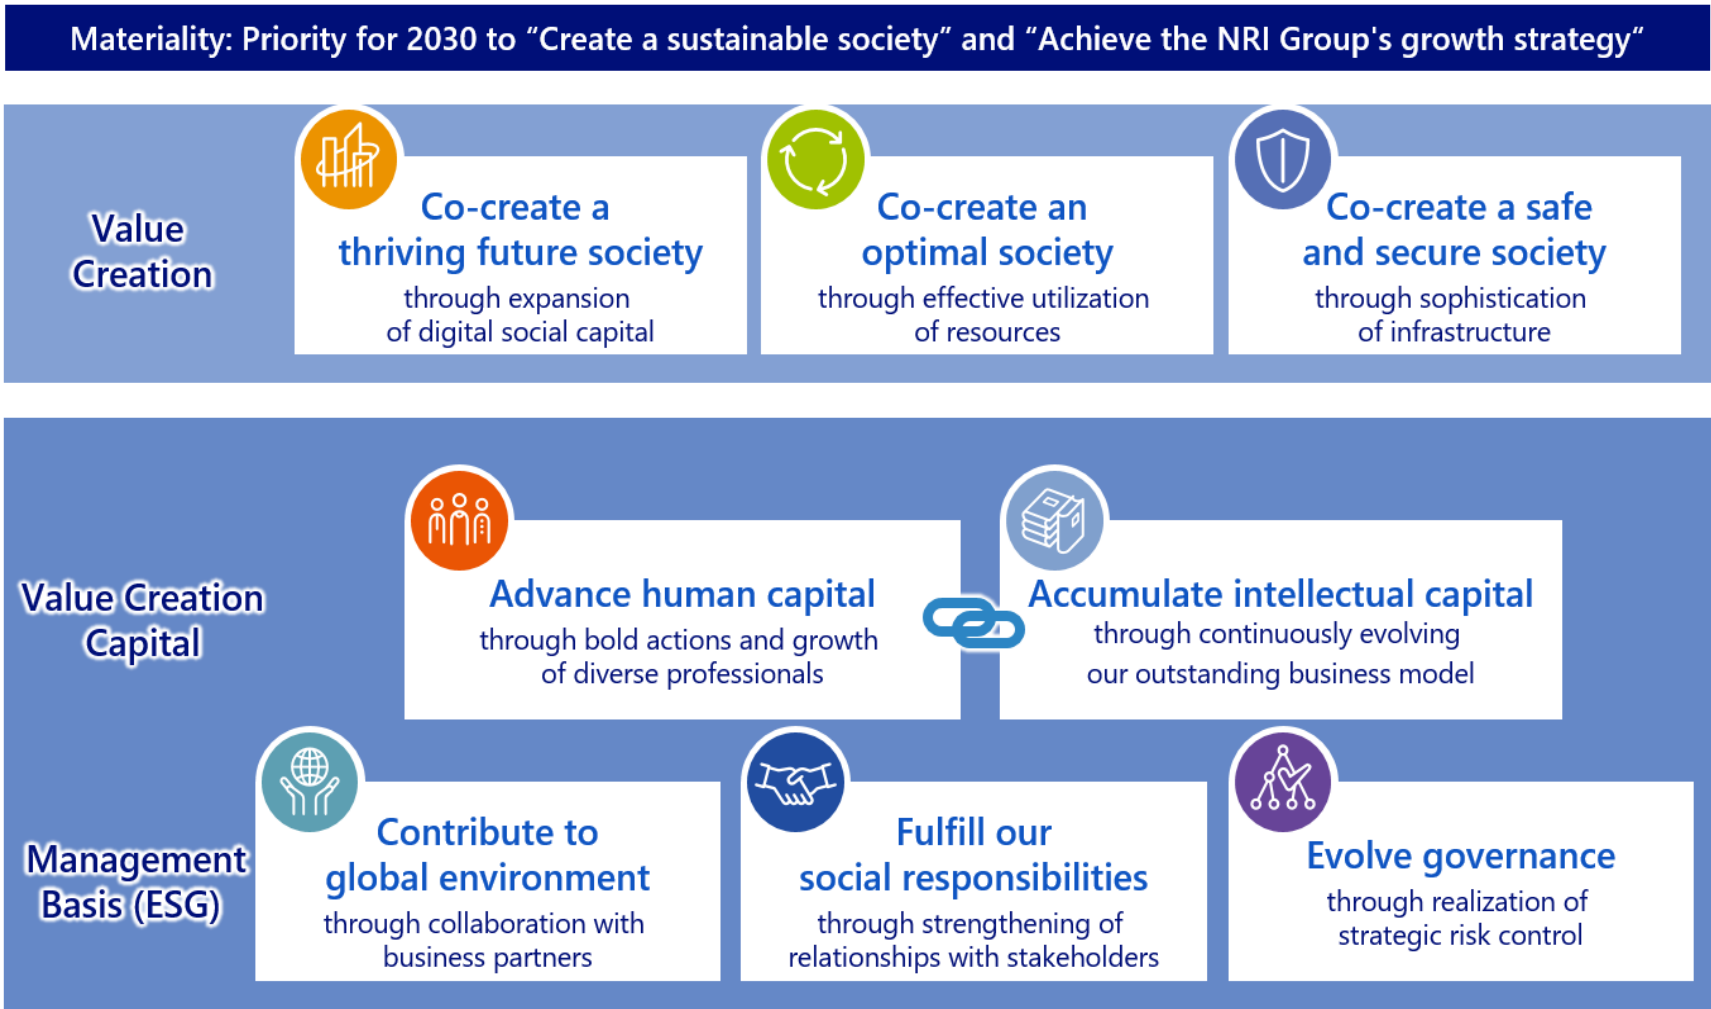 Materiality: Priority for 2030 to “Create a sustainable society” and “Achieve the NRI Group's growth strategy“
Value
Creation
Co-create a
thriving future society
through expansion
of digital social capital
Co-create an
optimal society
through effective utilization
of resources
Co-create a safe
and secure society
through sophistication
of infrastructure
Value Creation
Capital
Advance human capital
through bold actions and growth
of diverse professionals
Accumulate intellectual capital
through continuously evolving
our outstanding business model
Management
Basis (ESG)
Contribute to
global environment
through collaboration with
business partners
Fulfill our
social responsibilities
through strengthening of
relationships with stakeholders
Evolve governance
through realization of
strategic risk control